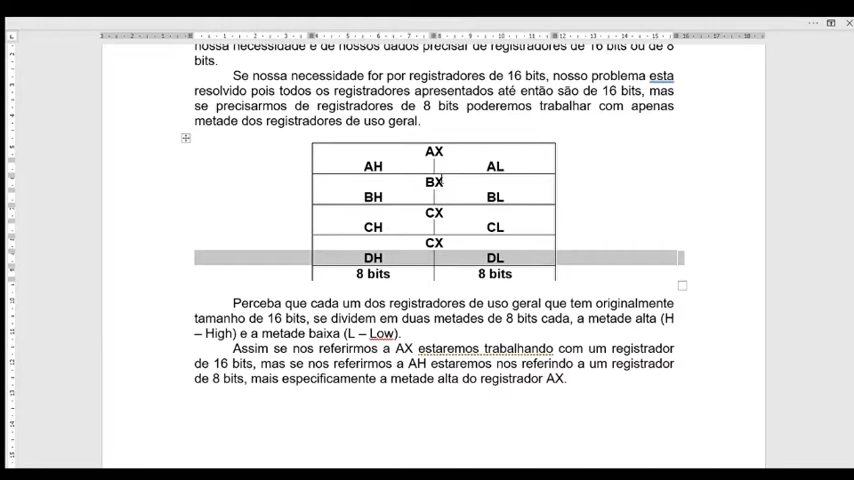 nossa necessidade e de nossos dados precisar de registradores de 16 bits ou de 8
bits.
Se nossa necessidade for por registradores de 16 bits, nosso problema esta
resolvido pois todos os registradores apresentados até então são de 16 bits, mas
se precisarmos de registradores de 8 bits poderemos trabalhar com apenas
metade dos registradores de uso geral.
AX
AH AL
BX
BH BL
CX
CH CL
CX
DH DL
8 bits 8 bits
Perceba que cada um dos registradores de uso geral que tem originalmente
tamanho de 16 bits, se dividem em duas metades de 8 bits cada, a metade alta (H
– High) e a metade baixa (L – Low).
Assim se nos referirmos a AX estaremos trabalhando com um registrador
de 16 bits, mas se nos referirmos a AH estaremos nos referindo a um registrador
de 8 bits, mais especificamente a metade alta do registrador AX.